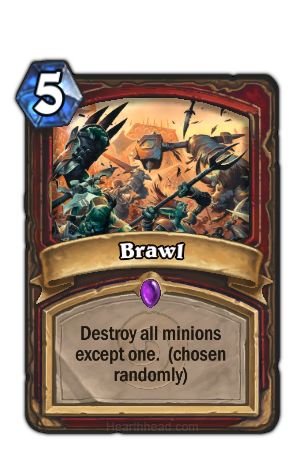 5
Brawl
Destroy all minions
except one.  (chosen
randomly)
Hearthhead.com